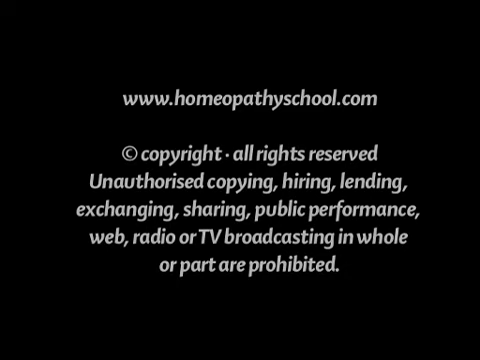 www.homeopathyschool.com
© copyright · all rights reserved
Unauthorised copying, hiring, lending,
exchanging, sharing, public performance,
web, radio or TV broadcasting in whole
or part are prohibited.